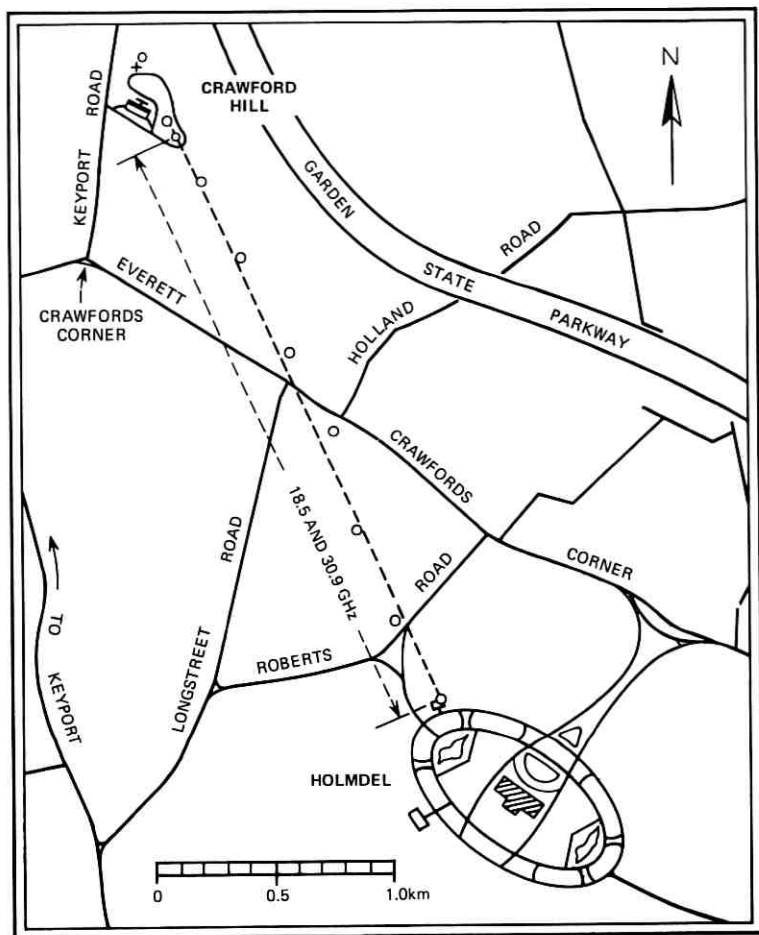 CRAWFORD
HILL
N
KEYPORT ROAD
GARDEN STATE PARKWAY
EVERETT
CRAWFORDS
CORNER
HOLLAND ROAD
CRAWFORDS CORNER
18.5 AND 30.9 GHz
LONGSTREET ROAD
ROBERTS ROAD
TO KEYPORT
HOLMDEL
0 0.5 1.0km